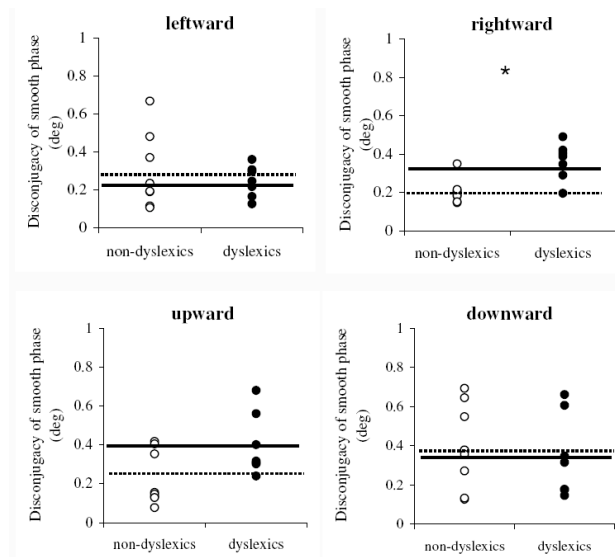 leftward
Disconjugacy of smooth phase
(deg)
1
0.8
0.6
0.4
0.2
0
non-dyslexics
dyslexics
rightward
*
Disconjugacy of smooth phase
(deg)
1
0.8
0.6
0.4
0.2
0
non-dyslexics
dyslexics
upward
Disconjugacy of smooth phase
(deg)
1
0.8
0.6
0.4
0.2
0
non-dyslexics
dyslexics
downward
Disconjugacy of smooth phase
(deg)
1
0.8
0.6
0.4
0.2
0
non-dyslexics
dyslexics